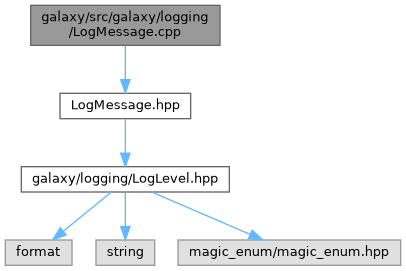 galaxy/src/galaxy/logging
/LogMessage.cpp
LogMessage.hpp
galaxy/logging/LogLevel.hpp
format
string
magic_enum/magic_enum.hpp